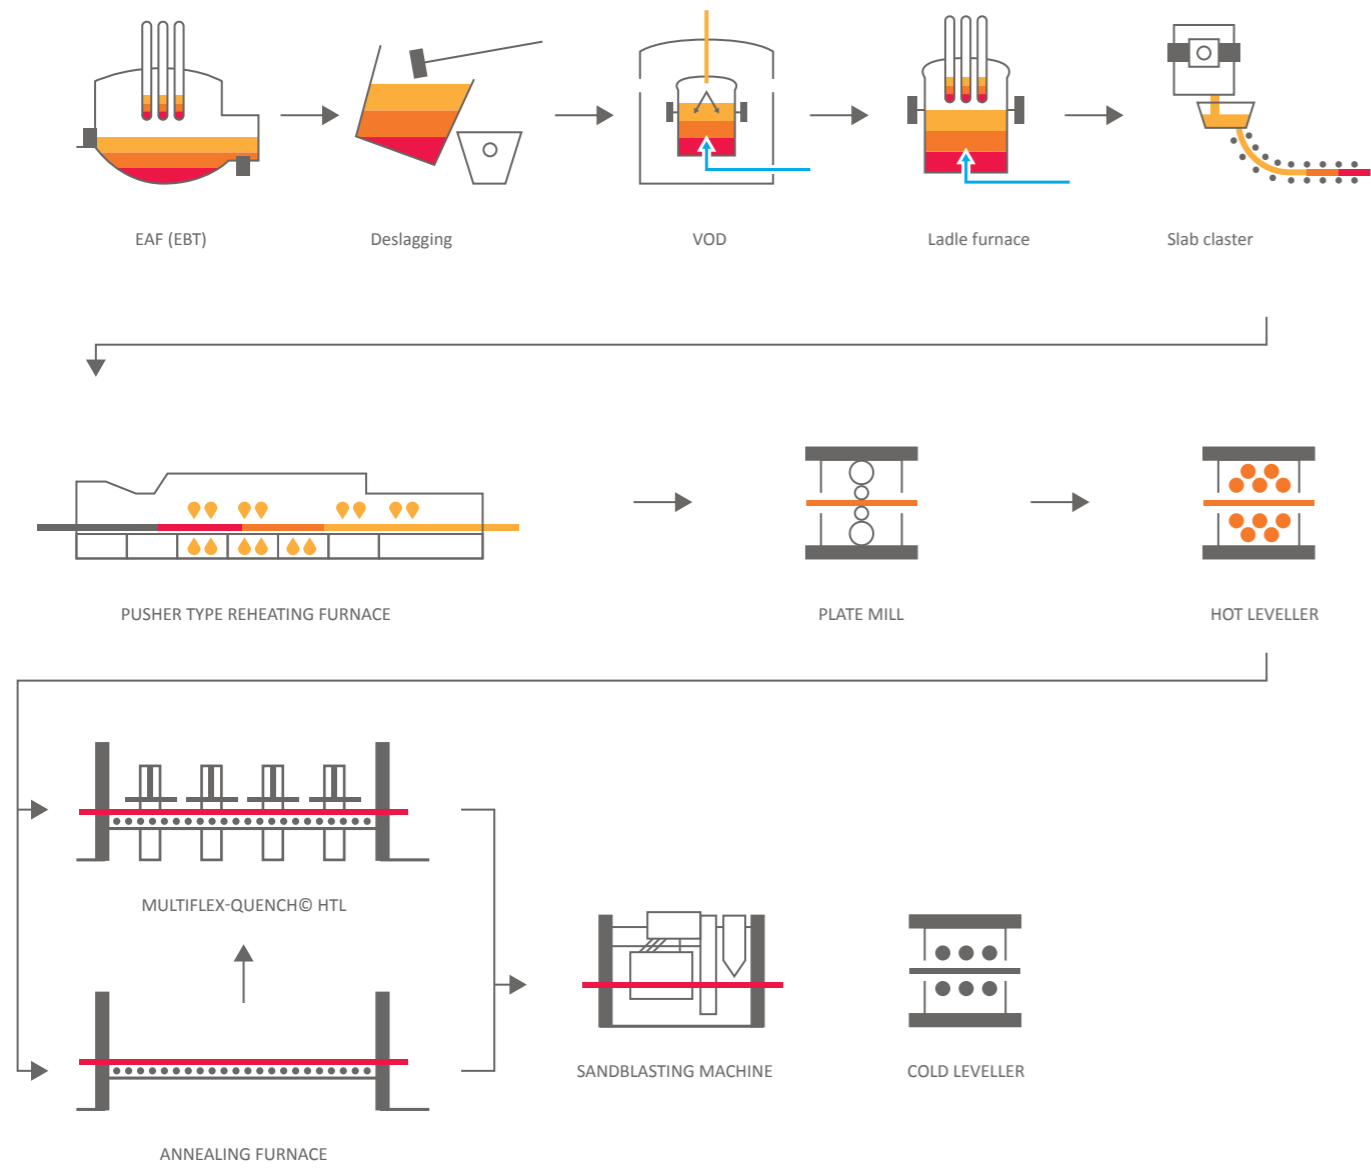 EAF (EBT)
Deslagging
VOD
Ladle furnace
Slab claster
PUSHER TYPE REHEATING FURNACE
PLATE MILL
HOT LEVELLER
MULTIFLEX-QUENCH© HTL
SANDBLASTING MACHINE
COLD LEVELLER
ANNEALING FURNACE